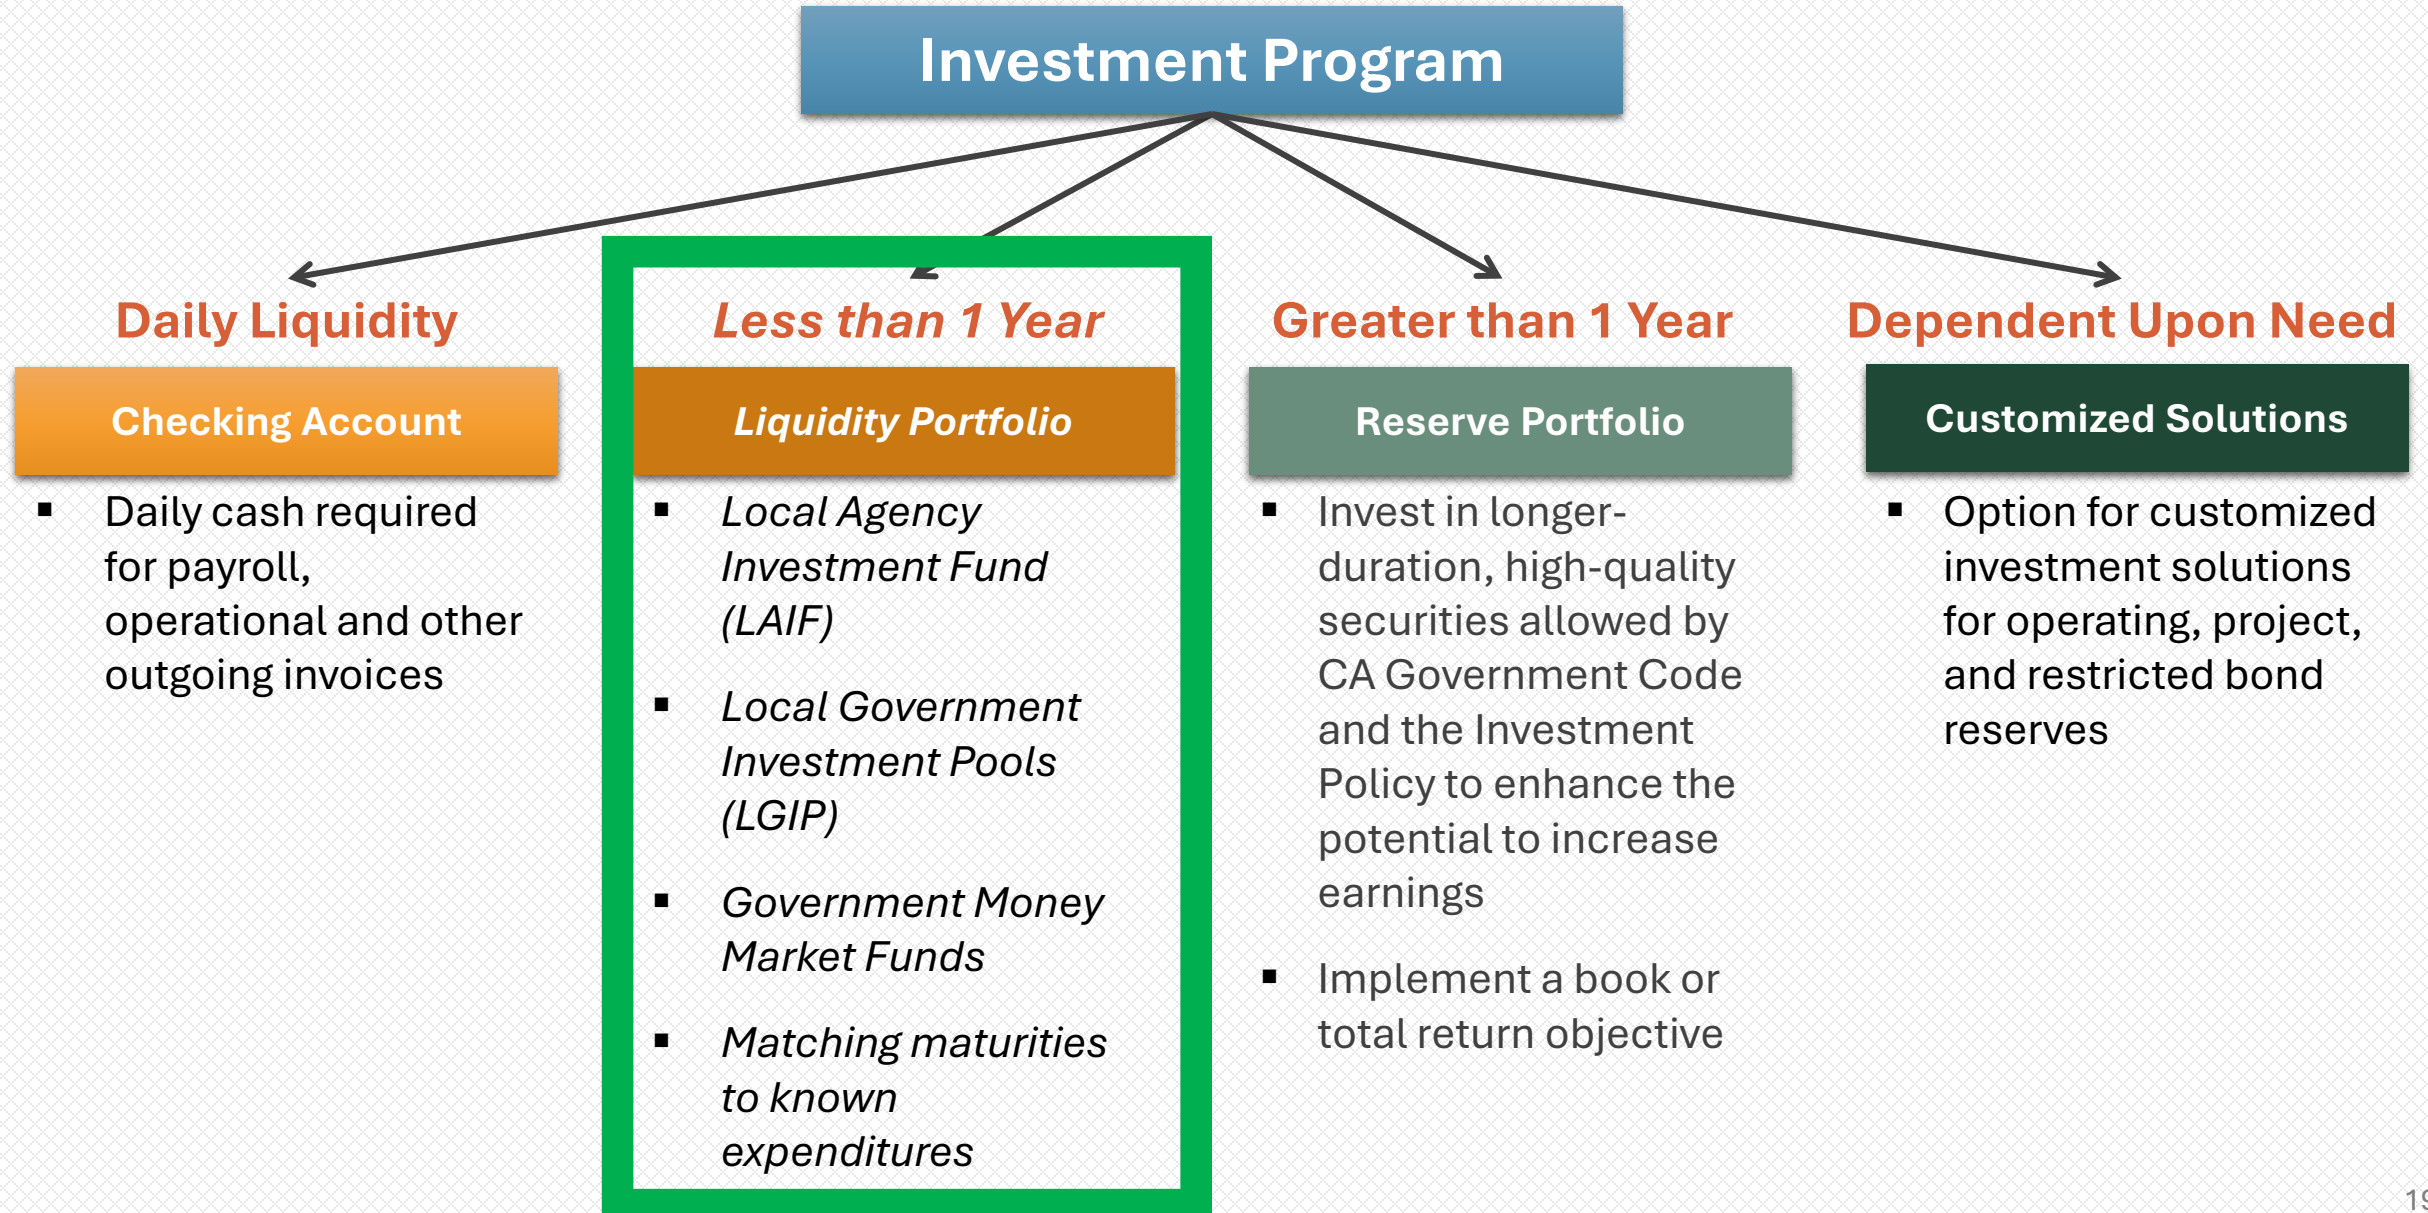 Investment Program
Daily Liquidity
Checking Account
▪ Daily cash required
for payroll,
operational and other
outgoing invoices
Less than 1 Year
Liquidity Portfolio
▪ Local Agency
Investment Fund
(LAIF)
▪ Local Government
Investment Pools
(LGIP)
▪ Government Money
Market Funds
▪ Matching maturities
to known
expenditures
Greater than 1 Year
Reserve Portfolio
▪ Invest in longer-
duration, high-quality
securities allowed by
CA Government Code
and the Investment
Policy to enhance the
potential to increase
earnings
▪ Implement a book or
total return objective
Dependent Upon Need
Customized Solutions
▪ Option for customized
investment solutions
for operating, project,
and restricted bond
reserves
19